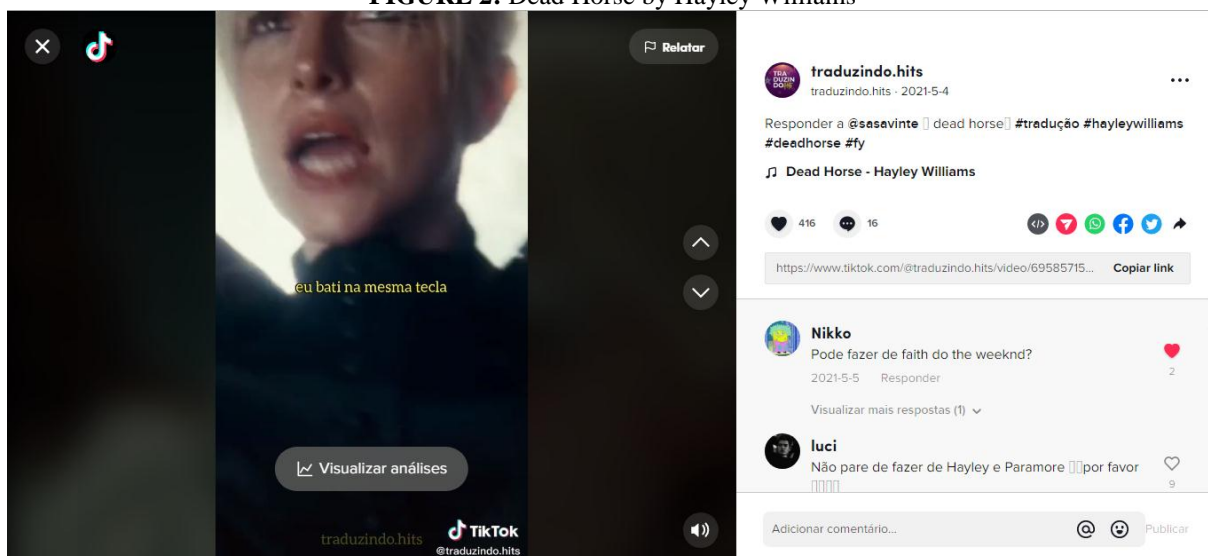 FIGURE 2: Dead Horse by Hayley Williams
Relatar
eu bati na mesma tecla
Visualizar análises
traduzindo.hits
TikTok
@traduzindo.hits
TRA
DUZIN
DO
traduzindo.hits
traduzindo.hits · 2021-5-4
Responder a @sasavinte dead horse #tradução #hayleywilliams
#deadhorse #fy
Dead Horse - Hayley Williams
416
16
https://www.tiktok.com/@traduzindo.hits/video/69585715...
Copiar link
Nikko
Pode fazer de faith do the weeknd?
2
2021-5-5 Responder
Visualizar mais respostas (1)
luci
Não pare de fazer de Hayley e Paramore por favor
9
Adicionar comentário...
Publicar